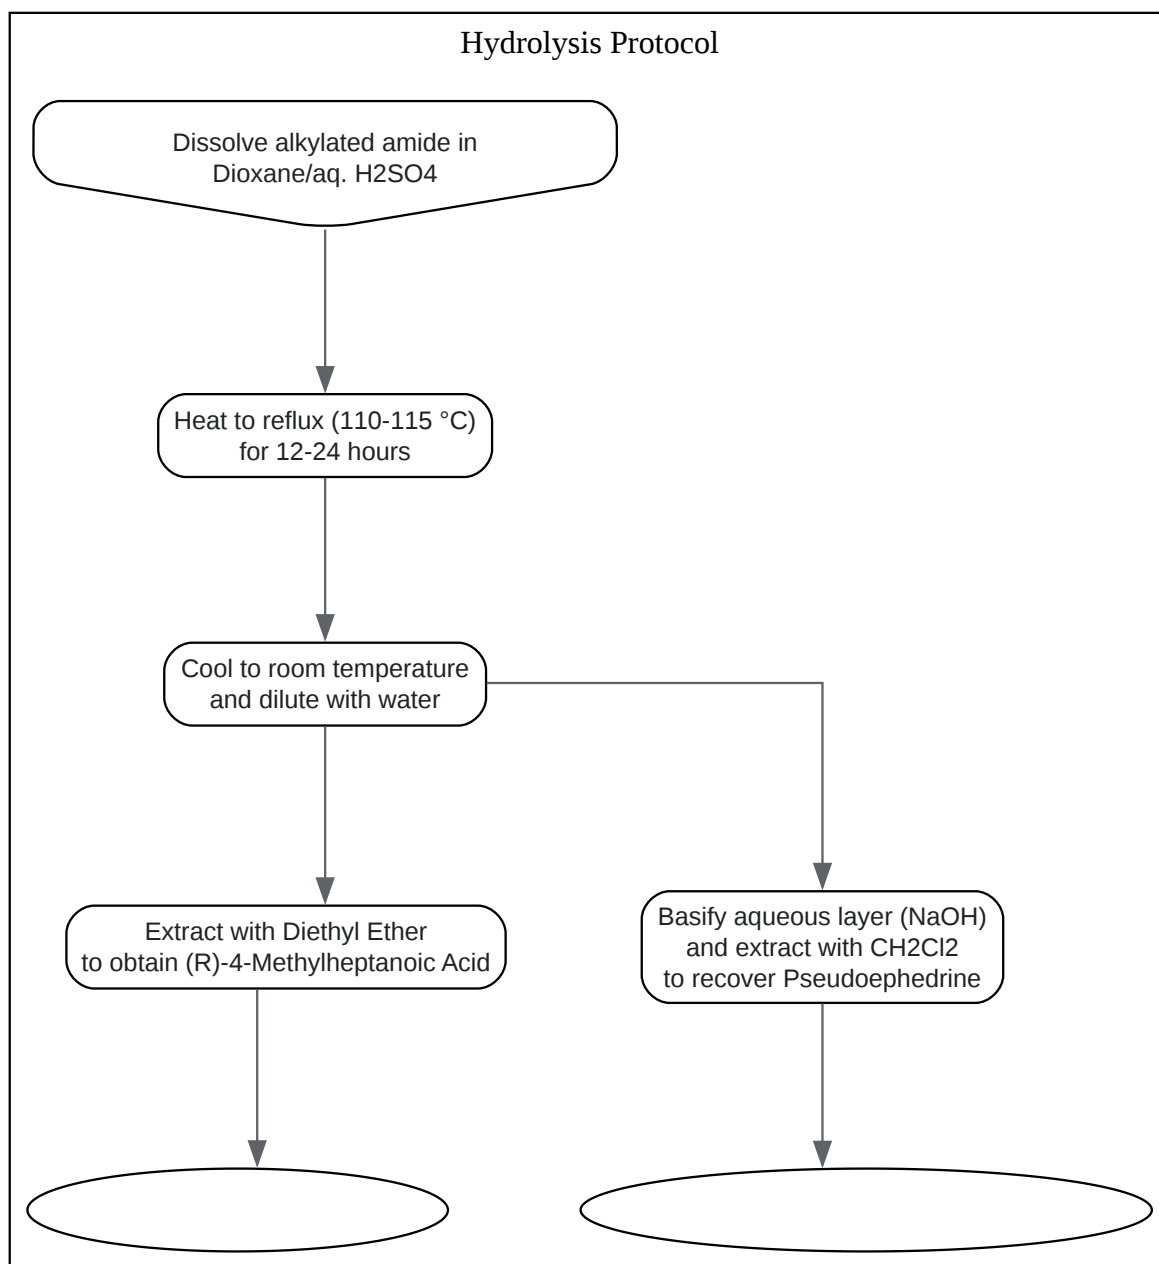 Hydrolysis Protocol
Dissolve alkylated amide in
Dioxane/aq. H2SO4
Heat to reflux (110-115 °C)
for 12-24 hours
Cool to room temperature
and dilute with water
Extract with Diethyl Ether
to obtain (R)-4-Methylheptanoic Acid
Basify aqueous layer (NaOH)
and extract with CH2Cl2
to recover Pseudoephedrine